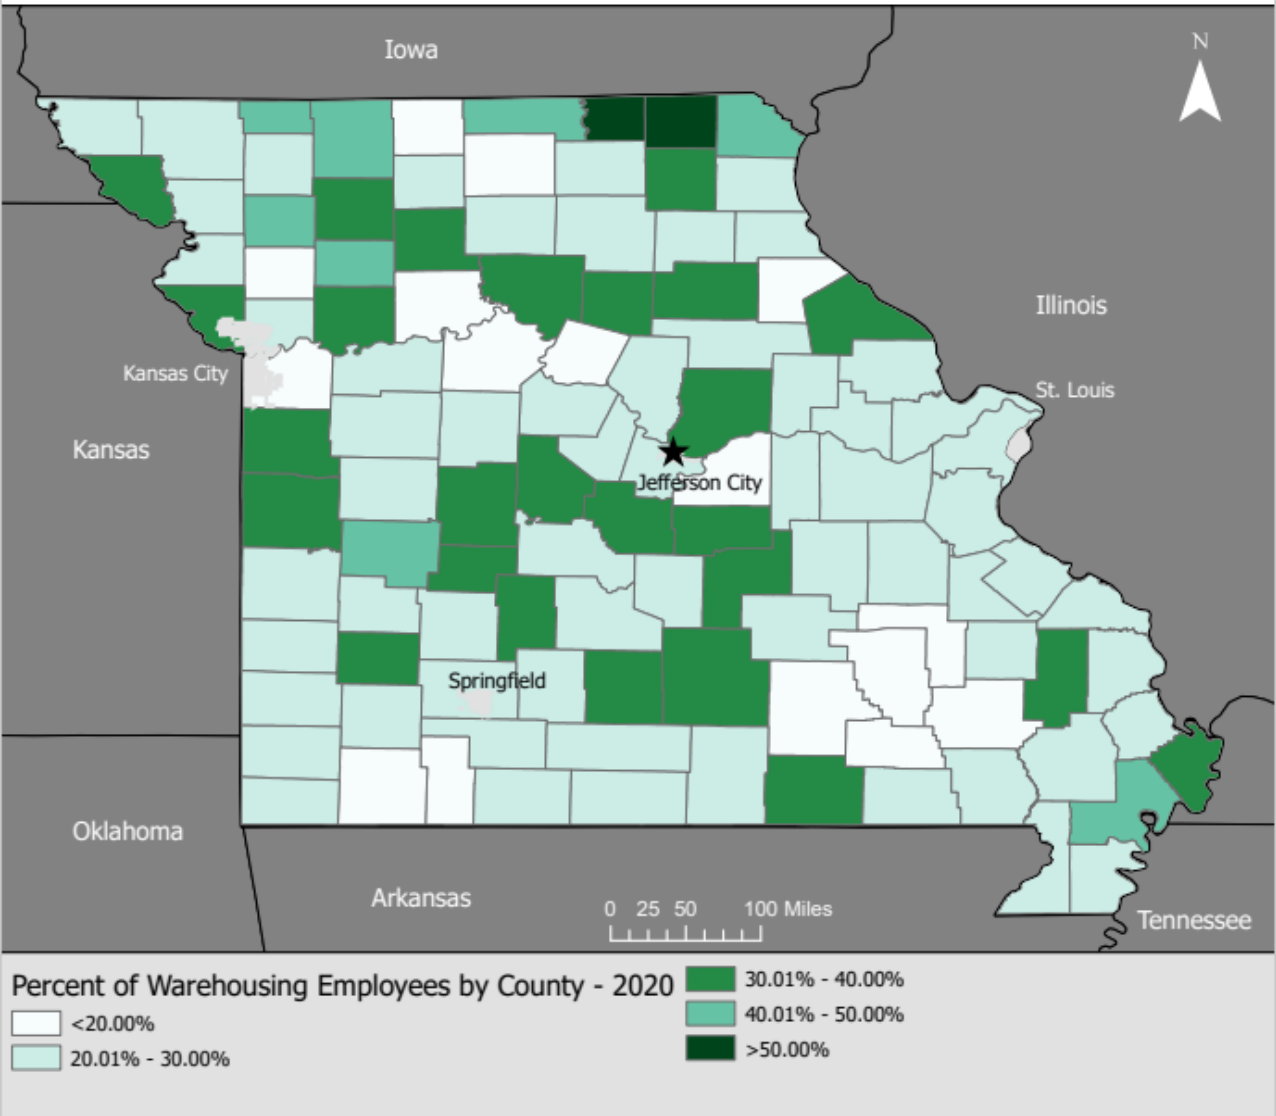 Iowa
N
Illinois
Kansas City
St. Louis
Kansas
Jefferson City
Springfield
Oklahoma
Arkansas
0 25 50 100 Miles
Tennessee
Percent of Warehousing Employees by County - 2020
<20.00%
20.01% - 30.00%
30.01% - 40.00%
40.01% - 50.00%
>50.00%